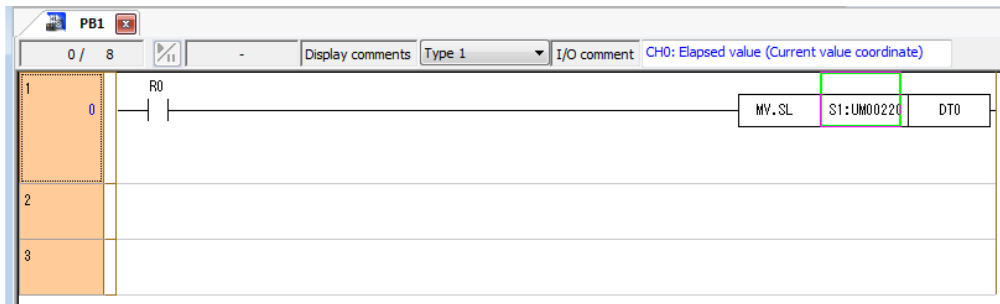 PB1
0 / 8 - Display comments Type 1 I/O comment CH0: Elapsed value (Current value coordinate)
1 R0
0 MV.SL S1:UM00220 DT0
2
3